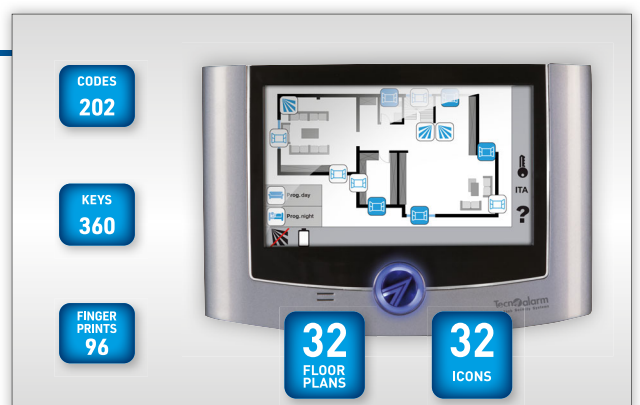 CODES
202
KEYS
360
FINGER
PRINTS
96
Prog.day
Prog.night
ITA
?
Tecnoalarm
32
FLOOR
PLANS
32
ICONS